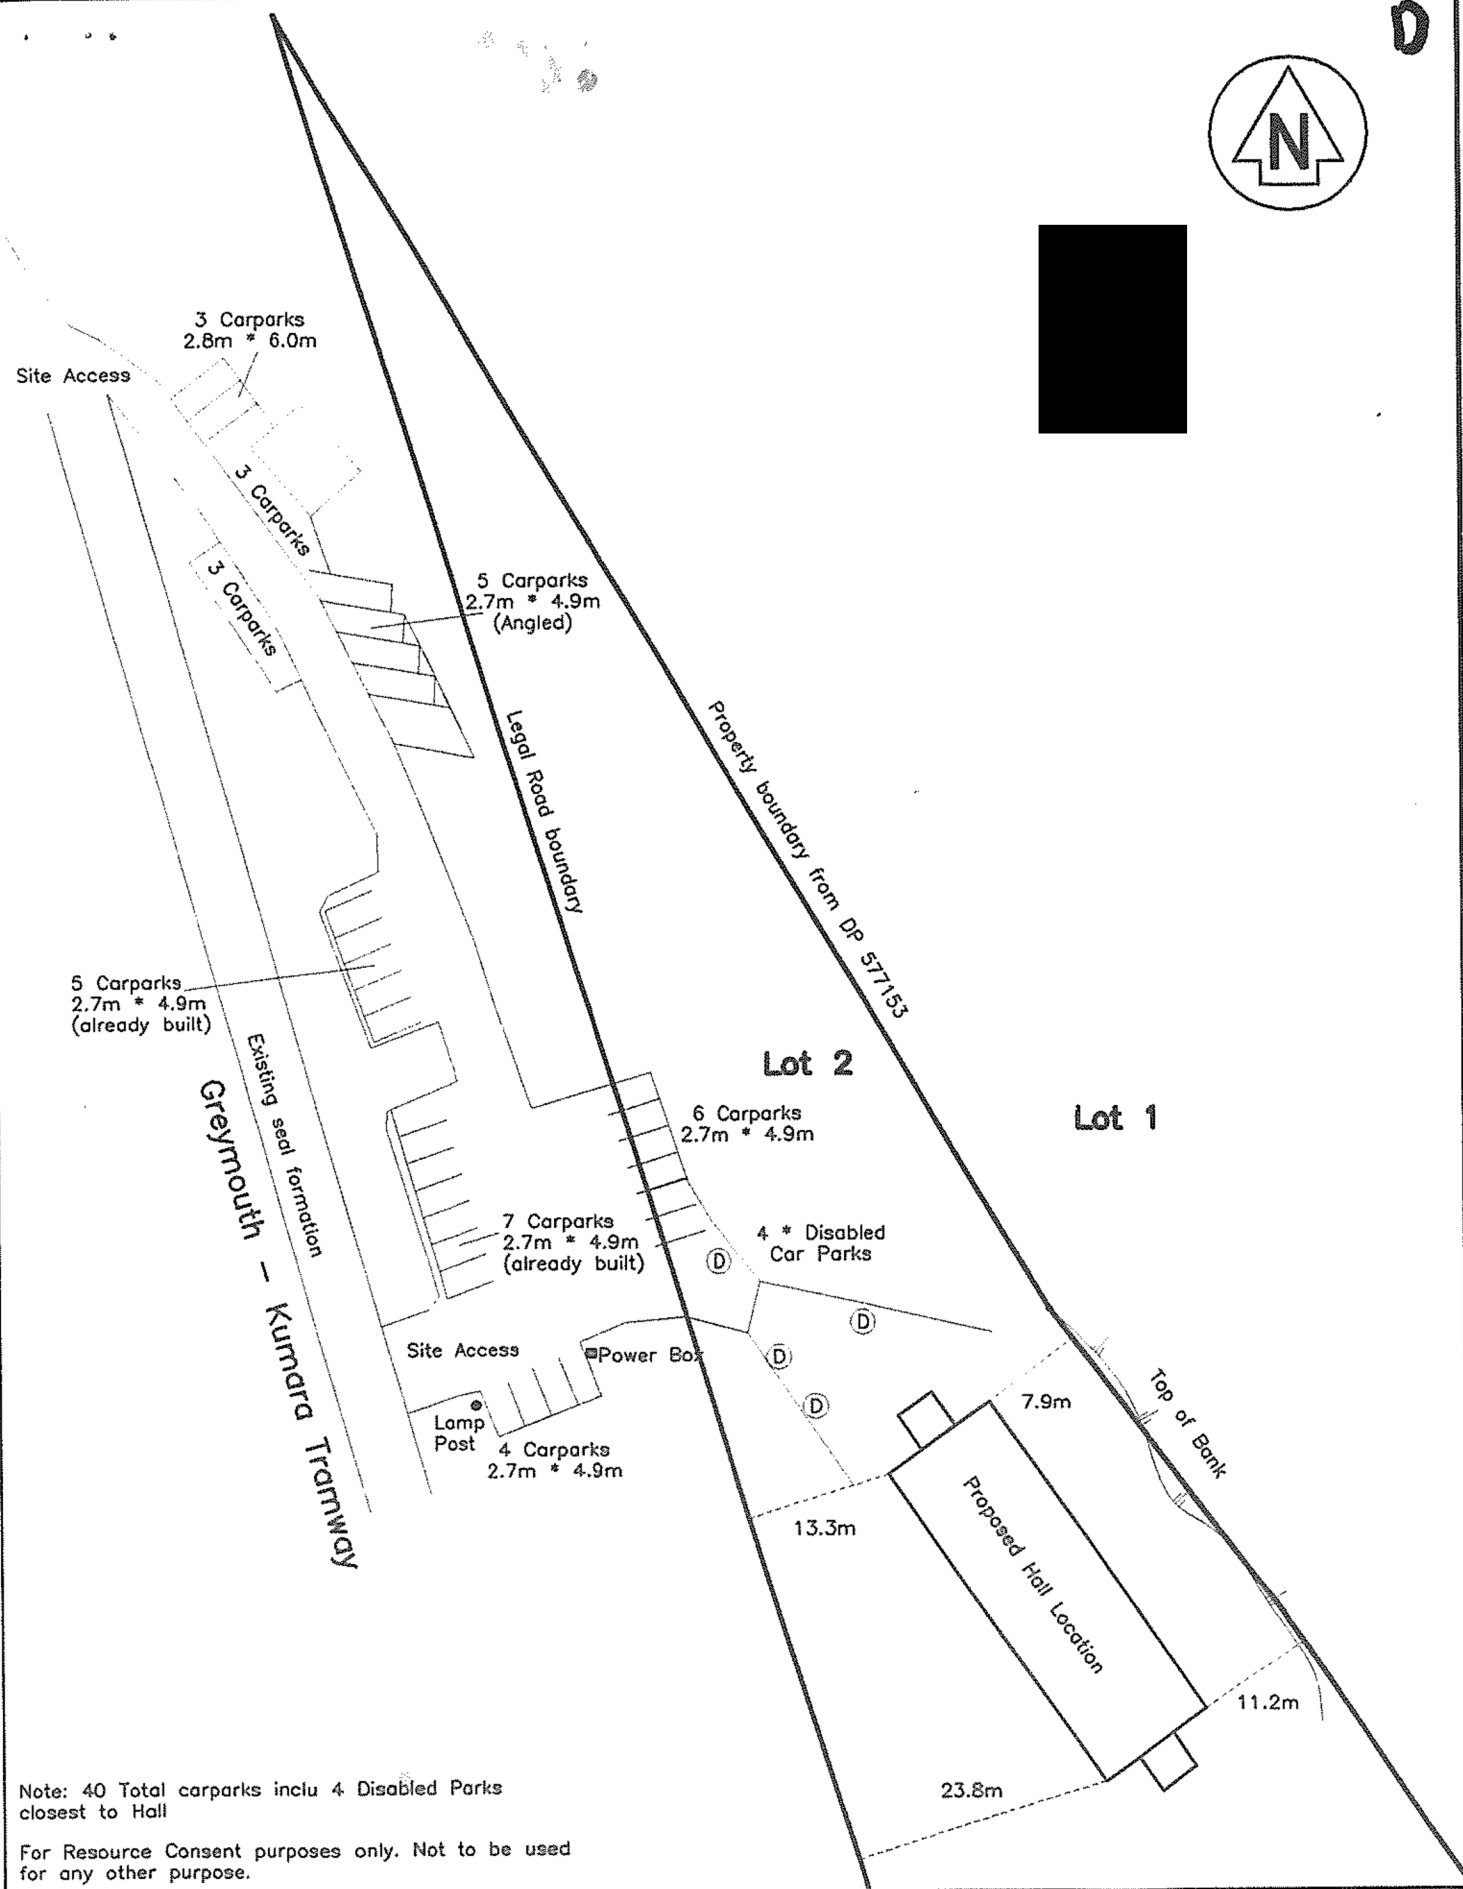 D
N
3 Carparks
2.8m * 6.0m
Site Access
3 Carparks
3 Carparks
5 Carparks
2.7m * 4.9m
(Angled)
Legal Road boundary
Property boundary from DP 577153
5 Carparks
2.7m * 4.9m
(already built)
Existing seal formation
Greymouth - Kumara Tramway
Lot 2
Lot 1
6 Carparks
2.7m * 4.9m
7 Carparks
2.7m * 4.9m
(already built)
4 * Disabled
Car Parks
D
D
D
D
Site Access
Power Box
Lamp
Post
4 Carparks
2.7m * 4.9m
7.9m
Top of Bank
13.3m
Proposed Hall Location
11.2m
23.8m
Note: 40 Total carparks inclu 4 Disabled Parks
closest to Hall
For Resource Consent purposes only. Not to be used
for any other purpose.